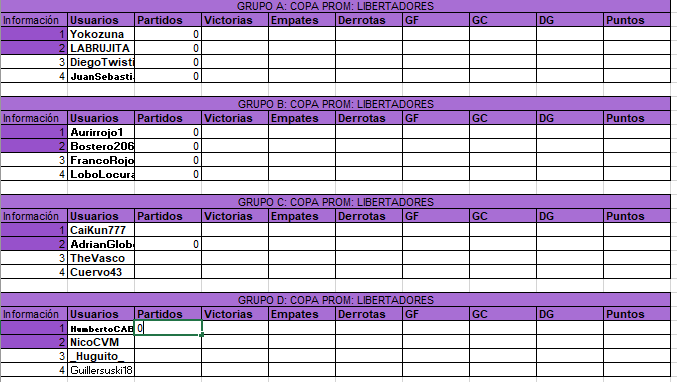 GRUPO A: COPA PROM: LIBERTADORES
Información Usuarios Partidos Victorias Empates Derrotas GF GC DG Puntos
1 Yokozuna 0
2 LABRUJITA 0
3 DiegoTwisti 0
4 JuanSebasti 0
GRUPO B: COPA PROM: LIBERTADORES
Información Usuarios Partidos Victorias Empates Derrotas GF GC DG Puntos
1 Aurirrojo1 0
2 Bostero206 0
3 FrancoRojo 0
4 LoboLocura 0
GRUPO C: COPA PROM: LIBERTADORES
Información Usuarios Partidos Victorias Empates Derrotas GF GC DG Puntos
1 CaiKun777
2 AdrianGlob 0
3 TheVasco
4 Cuervo43
GRUPO D: COPA PROM: LIBERTADORES
Información Usuarios Partidos Victorias Empates Derrotas GF GC DG Puntos
1 HumbertoCAB 0
2 NicoCVM
3 _Huguito_
4 Guillersuski18